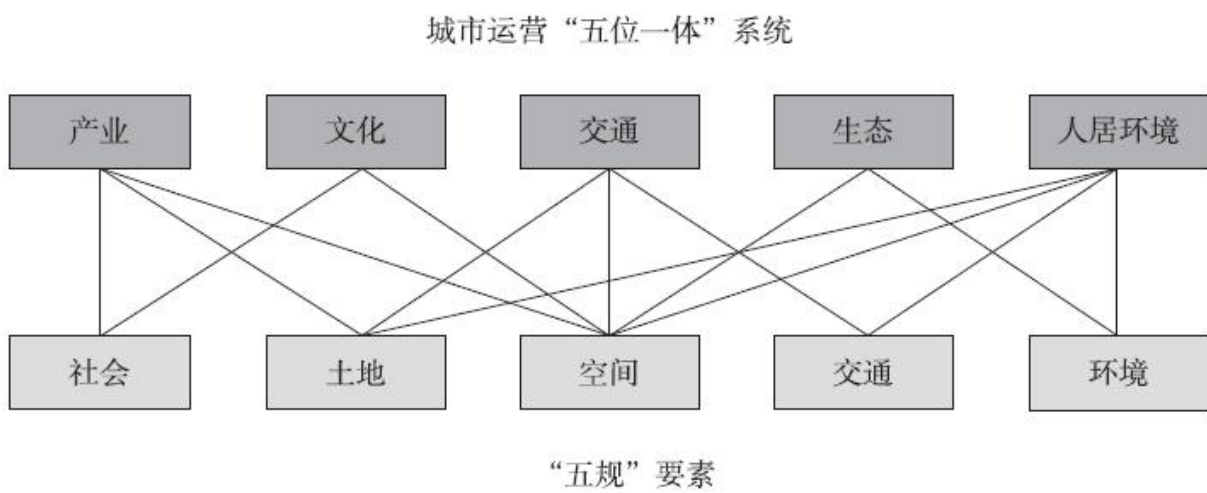 城市运营“五位一体”系统
产业 文化 交通 生态 人居环境
社会 土地 空间 交通 环境
“五规”要素